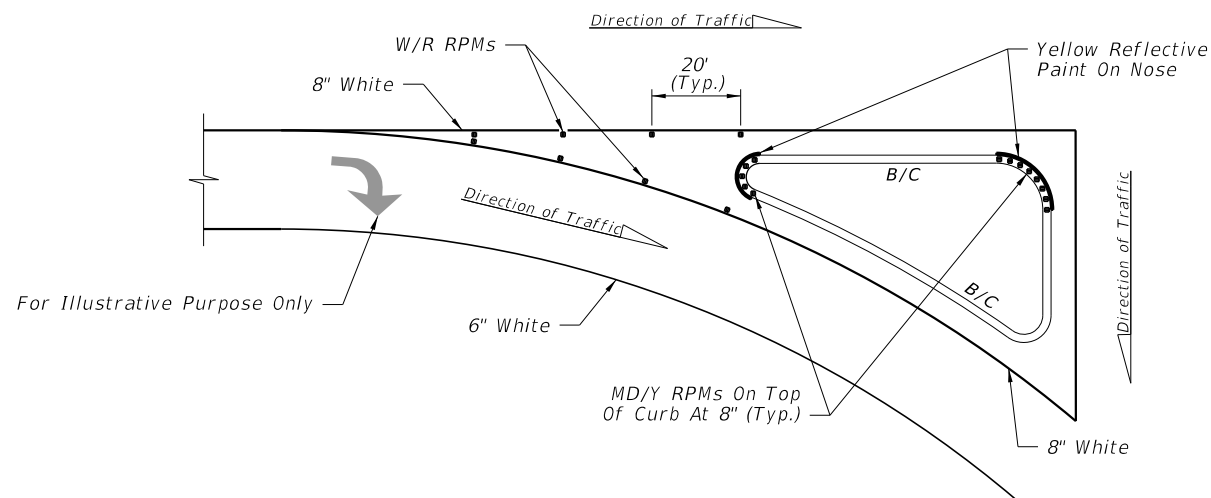 Direction of Traffic
W/R RPMs
20'
(Typ.)
Yellow Reflective
Paint On Nose
8" White
B/C
Direction of Traffic
Direction of Traffic
For Illustrative Purpose Only
B/C
6" White
MD/Y RPMs On Top
Of Curb At 8" (Typ.)
8" White